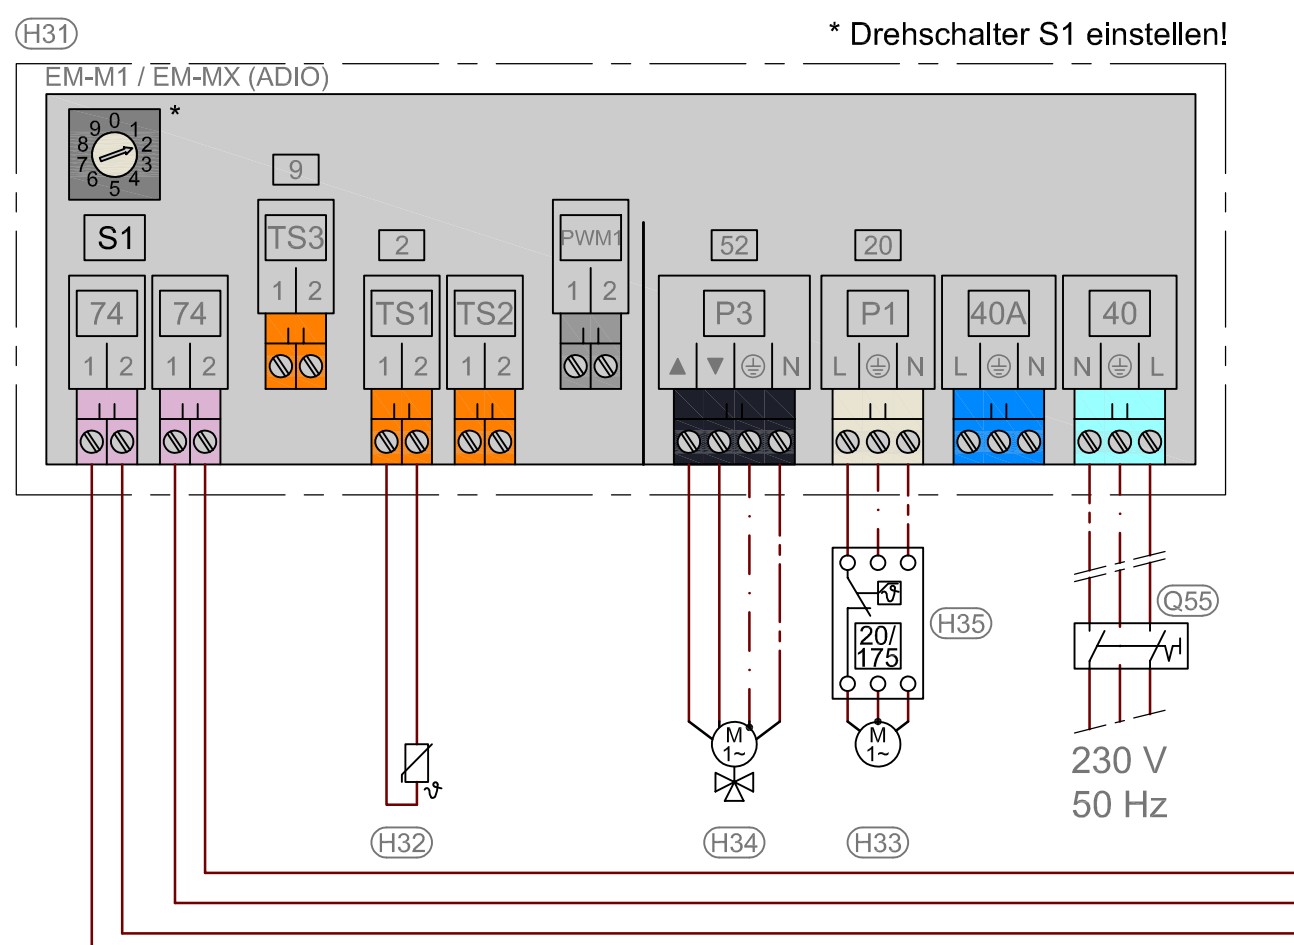 H31
* Drehschalter S1 einstellen!
EM-M1 / EM-MX (ADIO)
*
0 1 2 3 4 5 6 7 8 9
S1
9
2
52
20
TS3
PWM1
1 2
1 2
74
74
TS1
TS2
P3
P1
40A
40
1 2
1 2
1 2
1 2
▲ ▼ ⏚ N
L ⏚ N
L ⏚ N
N ⏚ L
ϑ
20/
175
H35
Q55
M
1~
M
1~
ϑ
230 V
50 Hz
H32
H34
H33